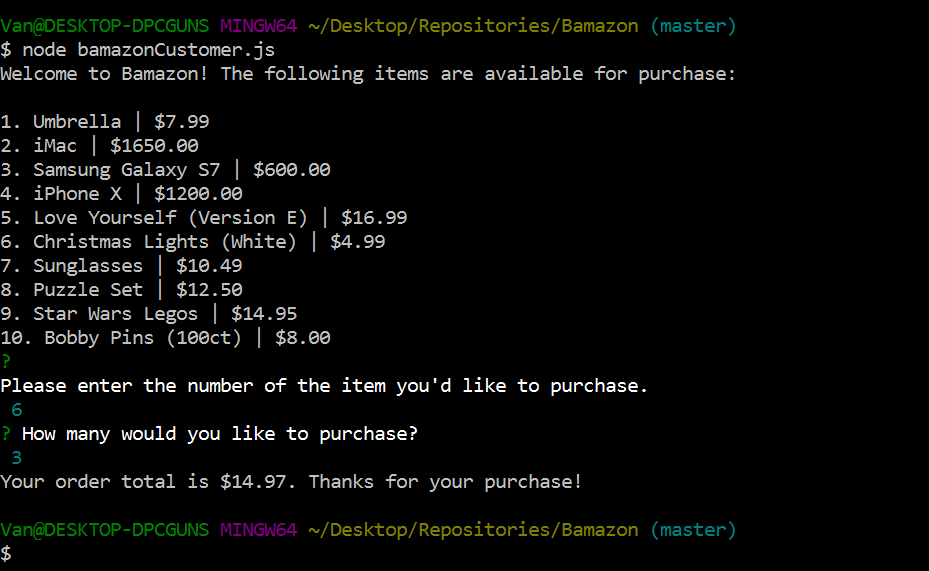 Van@DESKTOP-DPCGUNS MINGW64 ~/Desktop/Repositories/Bamazon (master)
$ node bamazonCustomer.js
Welcome to Bamazon! The following items are available for purchase:
1. Umbrella | $7.99
2. iMac | $1650.00
3. Samsung Galaxy S7 | $600.00
4. iPhone X | $1200.00
5. Love Yourself (Version E) | $16.99
6. Christmas Lights (White) | $4.99
7. Sunglasses | $10.49
8. Puzzle Set | $12.50
9. Star Wars Legos | $14.95
10. Bobby Pins (100ct) | $8.00
?
Please enter the number of the item you'd like to purchase.
6
? How many would you like to purchase?
3
Your order total is $14.97. Thanks for your purchase!
Van@DESKTOP-DPCGUNS MINGW64 ~/Desktop/Repositories/Bamazon (master)
$